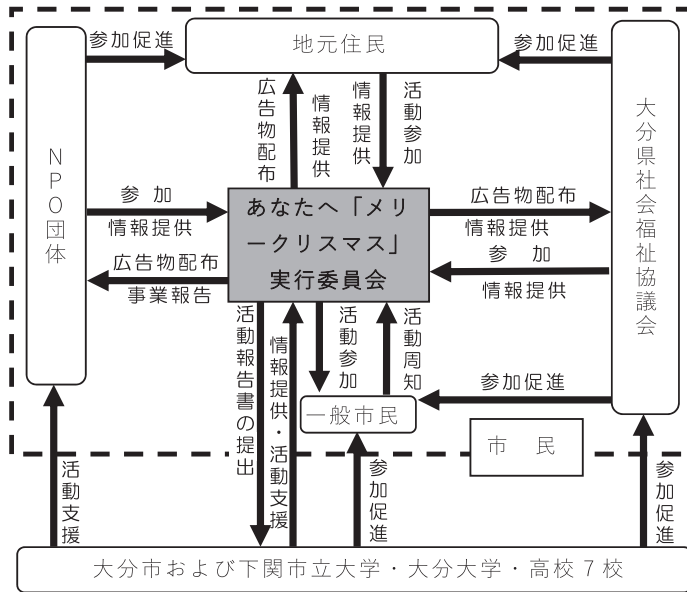 参加促進
地元住民
参加促進
NPO団体
広告物配布
情報提供
情報提供
活動参加
大分県社会福祉協議会
参 加
情報提供
あなたへ「メリ
ークリスマス」
実行委員会
広告物配布
情報提供
広告物配布
事業報告
参 加
情報提供
活動報告書の提出
情報提供・活動支援
活動参加
活動周知
参加促進
一般市民
市 民
活動支援
参加促進
参加促進
大分市および下関市立大学・大分大学・高校7校